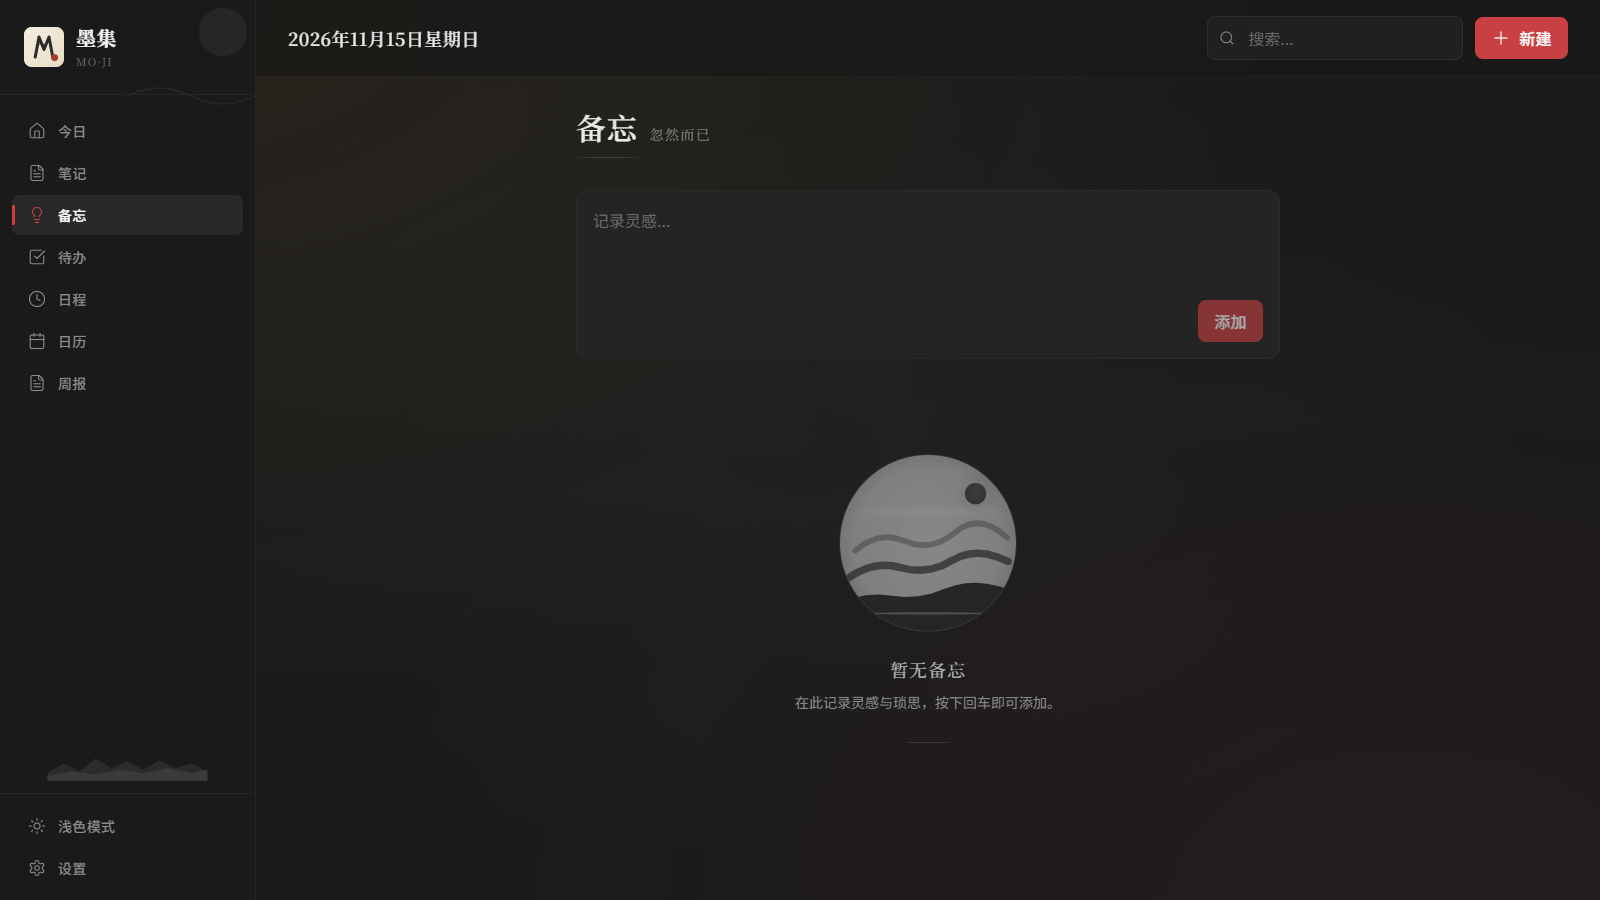 墨集
MO·JI
今日
笔记
备忘
待办
日程
日历
周报
浅色模式
设置
2026年11月15日星期日
搜索...
新建
备忘 忽然而已
记录灵感...
添加
暂无备忘
在此记录灵感与琐思，按下回车即可添加。